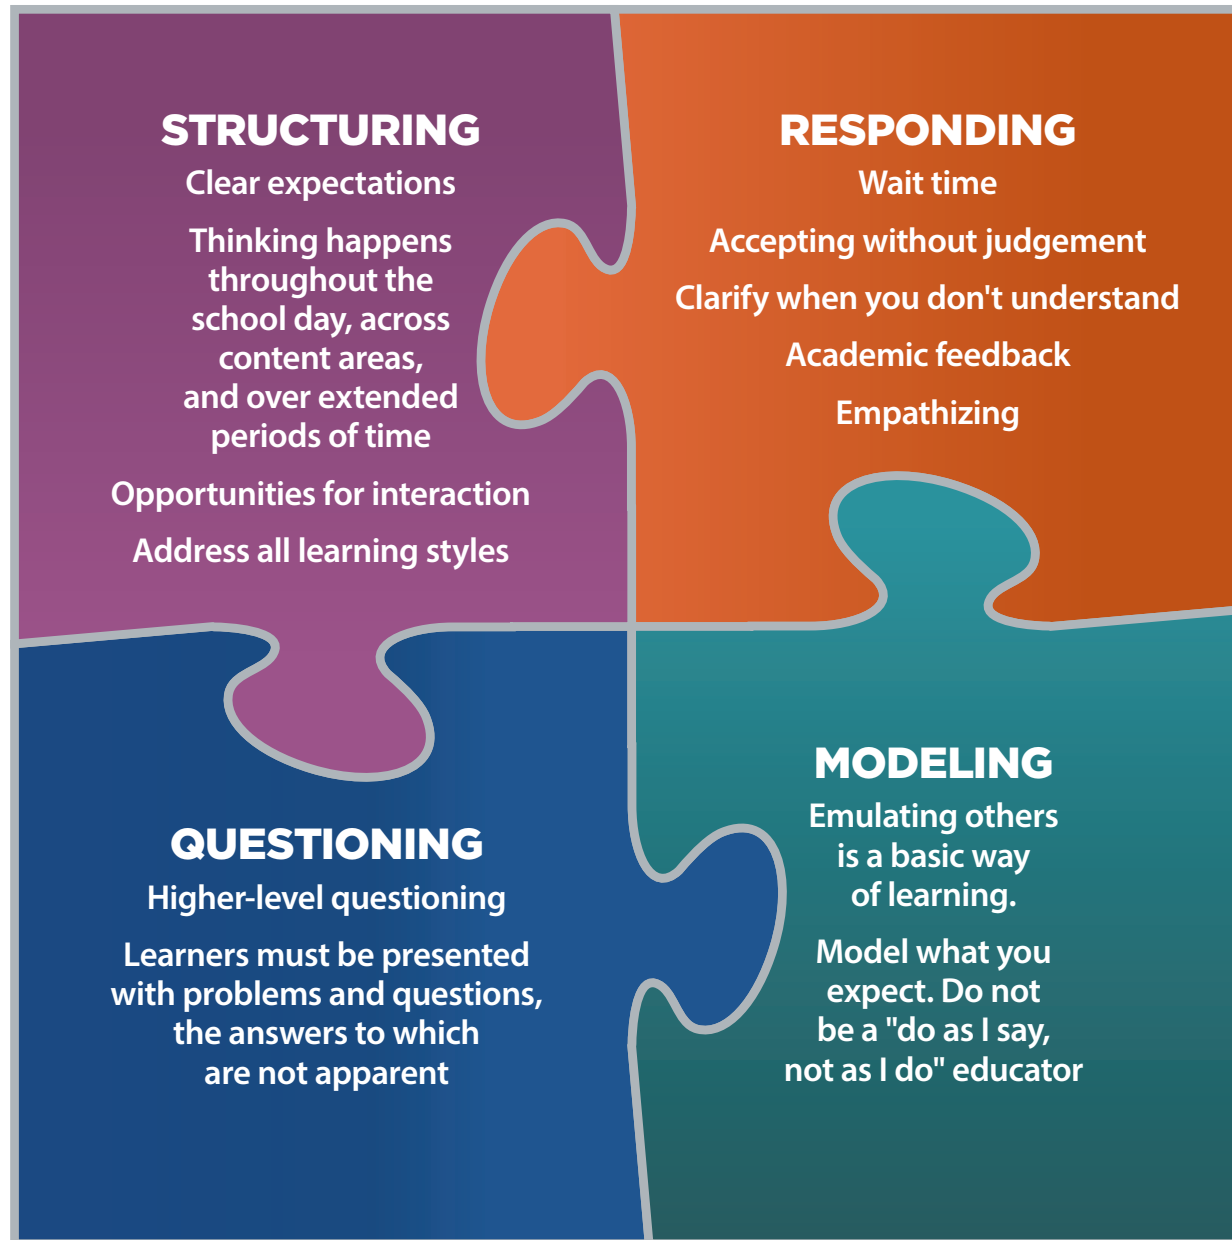 STRUCTURING
Clear expectations
Thinking happens
throughout the
school day, across
content areas,
and over extended
periods of time
Opportunities for interaction
Address all learning styles
RESPONDING
Wait time
Accepting without judgement
Clarify when you don't understand
Academic feedback
Empathizing
QUESTIONING
Higher-level questioning
Learners must be presented
with problems and questions,
the answers to which
are not apparent
MODELING
Emulating others
is a basic way
of learning.
Model what you
expect. Do not
be a "do as I say,
not as I do" educator